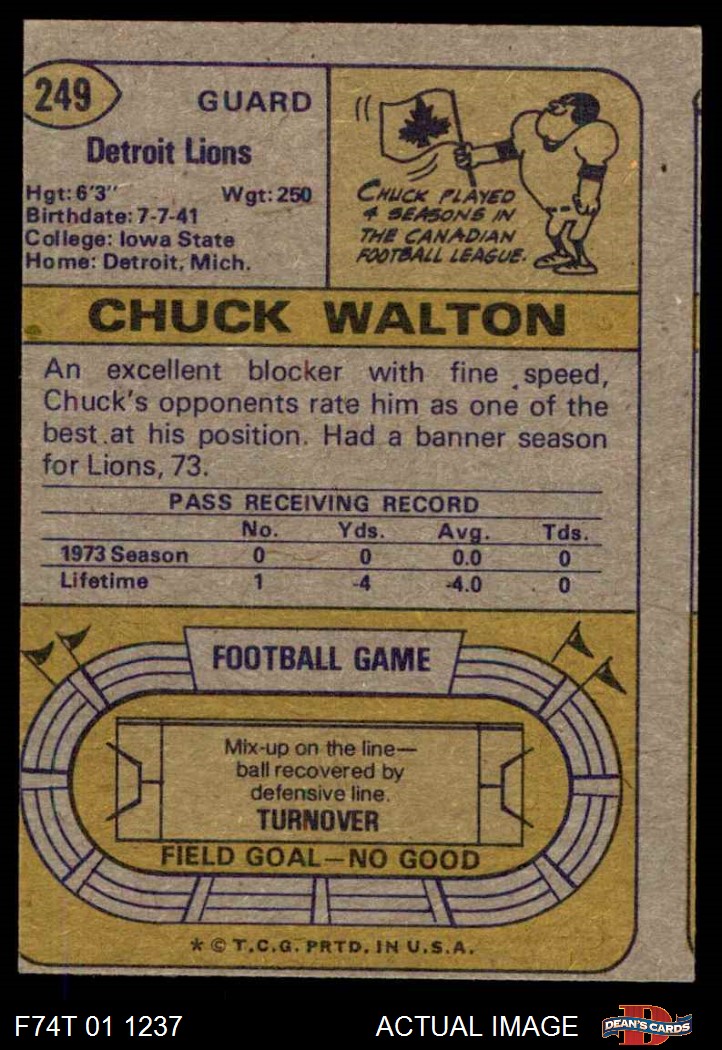 249
GUARD
Detroit Lions
Hgt: 6'3" Wgt: 250
Birthdate: 7-7-41
College: Iowa State
Home: Detroit, Mich.
CHUCK PLAYED
4 SEASONS IN
THE CANADIAN
FOOTBALL LEAGUE.
CHUCK WALTON
An excellent blocker with fine speed,
Chuck's opponents rate him as one of the
best at his position. Had a banner season
for Lions, 73.
PASS RECEIVING RECORD
No. Yds. Avg. Tds.
1973 Season 0 0 0.0 0
Lifetime 1 -4 -4.0 0
FOOTBALL GAME
Mix-up on the line—
ball recovered by
defensive line.
TURNOVER
FIELD GOAL—NO GOOD
* © T.C.G. PRTD. IN U.S.A.
F74T 01 1237 ACTUAL IMAGE D DEAN'S CARDS